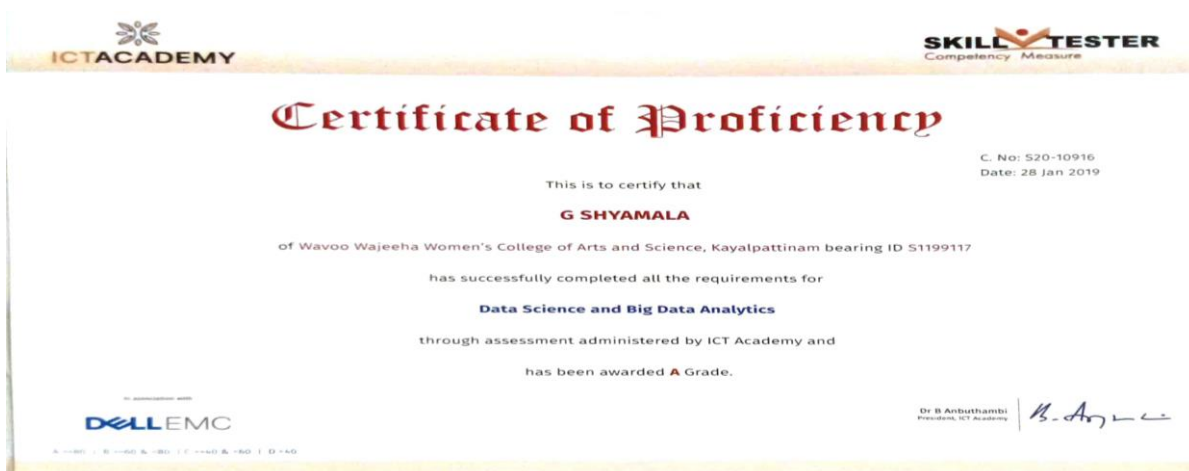 ICTACADEMY
SKILL TESTER
Competency Measure
Certificate of Proficiency
C. No: S20-10916
Date: 28 Jan 2019
This is to certify that
G SHYAMALA
of Wavoo Wajeeha Women's College of Arts and Science, Kayalpattinam bearing ID S1199117
has successfully completed all the requirements for
Data Science and Big Data Analytics
through assessment administered by ICT Academy and
has been awarded A Grade.
In association with
DELLEMC
Dr B Anbuthambi
President, ICT Academy